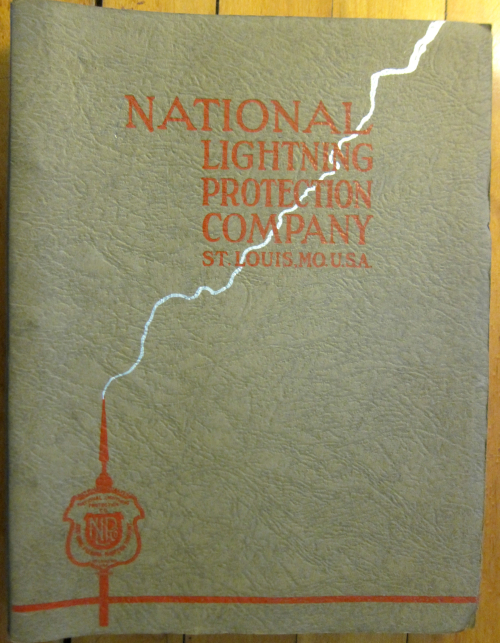 NATIONAL
LIGHTNING
PROTECTION
COMPANY
ST. LOUIS, MO. U.S.A.